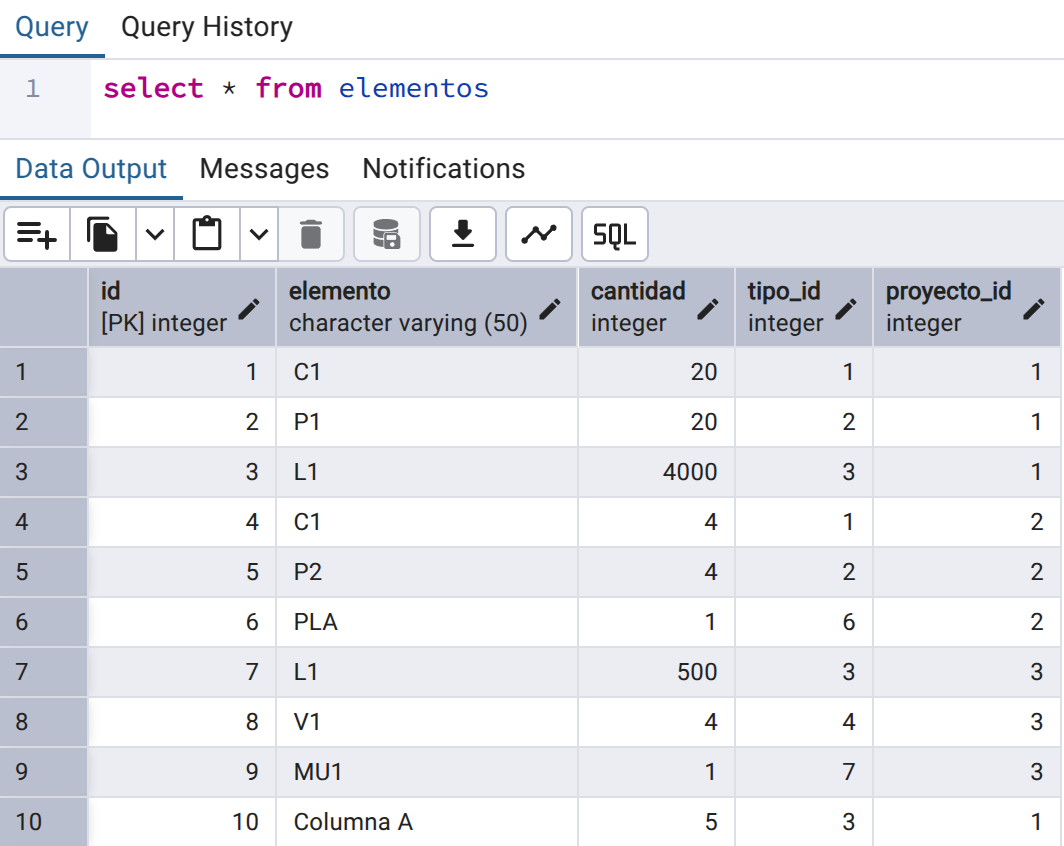 Query Query History
1 select * from elementos
Data Output Messages Notifications
SQL
id elemento cantidad tipo_id proyecto_id
[PK] integer character varying (50) integer integer integer
1 1 C1 20 1 1
2 2 P1 20 2 1
3 3 L1 4000 3 1
4 4 C1 4 1 2
5 5 P2 4 2 2
6 6 PLA 1 6 2
7 7 L1 500 3 3
8 8 V1 4 4 3
9 9 MU1 1 7 3
10 10 Columna A 5 3 1